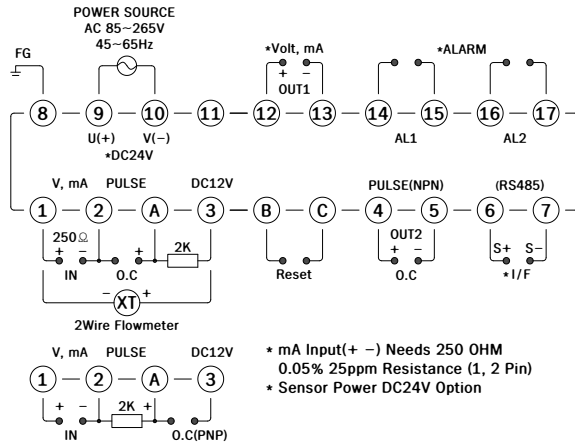 POWER SOURCE
AC 85~265V
45~65Hz
FG
*Volt, mA
*ALARM
+ −
OUT1
8 9 10 11 12 13 14 15 16 17
U(+) V(−)
*DC24V
AL1
AL2
V, mA PULSE DC12V
PULSE(NPN)
(RS485)
1 2 A 3 B C 4 5 6 7
250Ω
+ −
IN
+
O.C
2K
Reset
OUT2
+ −
O.C
S+ S−
*I/F
− XT +
2Wire Flowmeter
V, mA PULSE DC12V
1 2 A 3
+ −
IN
2K +
O.C(PNP)
* mA Input(+ −) Needs 250 OHM
0.05% 25ppm Resistance (1, 2 Pin)
* Sensor Power DC24V Option